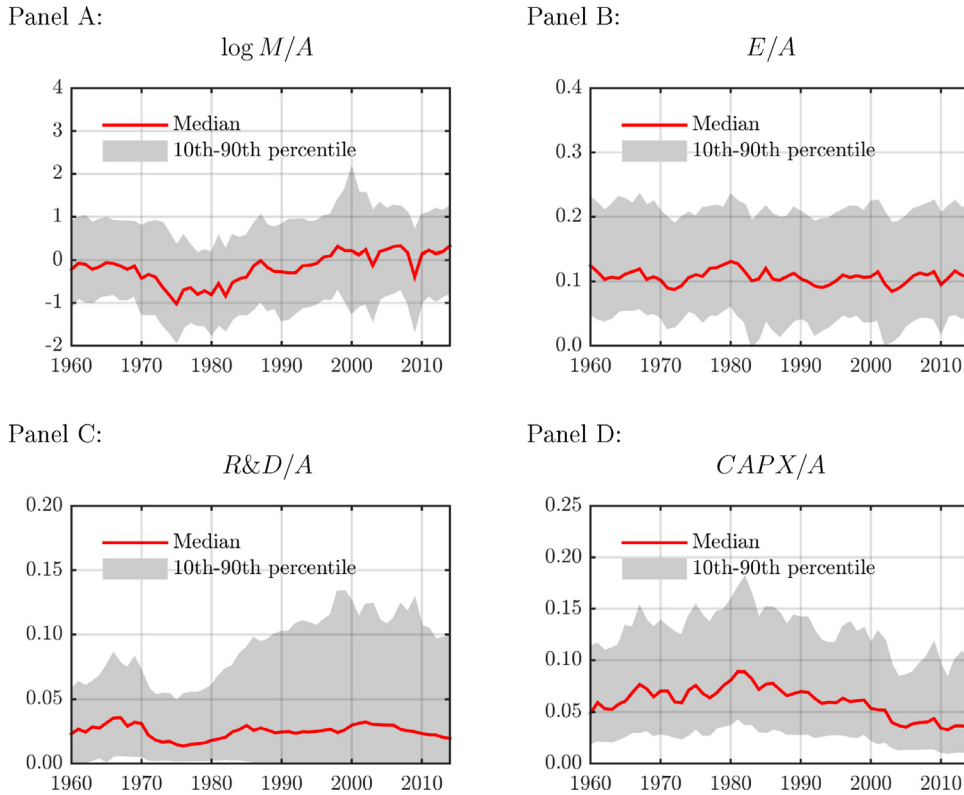 Panel A:
log M/A
4
3
2
1
0
-1
-2
Median
10th-90th percentile
1960 1970 1980 1990 2000 2010
Panel B:
E/A
0.4
0.3
0.2
0.1
0.0
Median
10th-90th percentile
1960 1970 1980 1990 2000 2010
Panel C:
R&D/A
0.20
0.15
0.10
0.05
0.00
Median
10th-90th percentile
1960 1970 1980 1990 2000 2010
Panel D:
CAPX/A
0.25
0.20
0.15
0.10
0.05
0.00
Median
10th-90th percentile
1960 1970 1980 1990 2000 2010